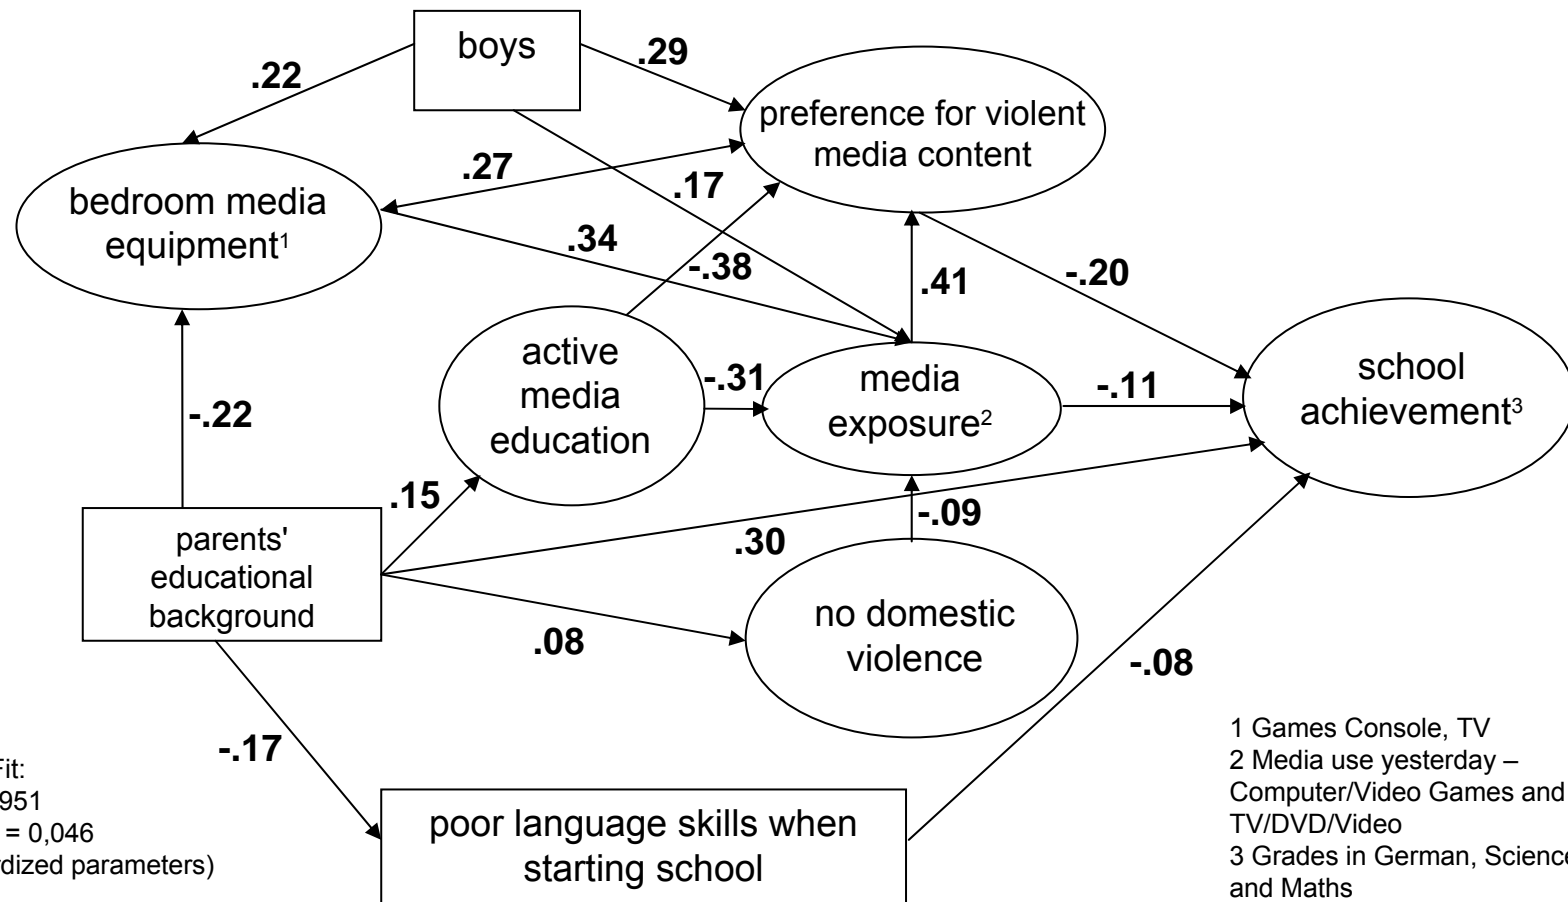 boys
.29
.22
preference for violent
media content
.27
.17
bedroom media
equipment¹
.34
-.38
.41
-.20
active
media
education
-.31
media
exposure²
-.11
school
achievement³
-.22
.15
-.09
.30
parents'
educational
background
no domestic
violence
.08
-.08
-.17
951
= 0,046
parameters)
poor language skills when
starting school
1 Games Console, TV
2 Media use yesterday –
Computer/Video Games and
TV/DVD/Video
3 Grades in German,
and Maths